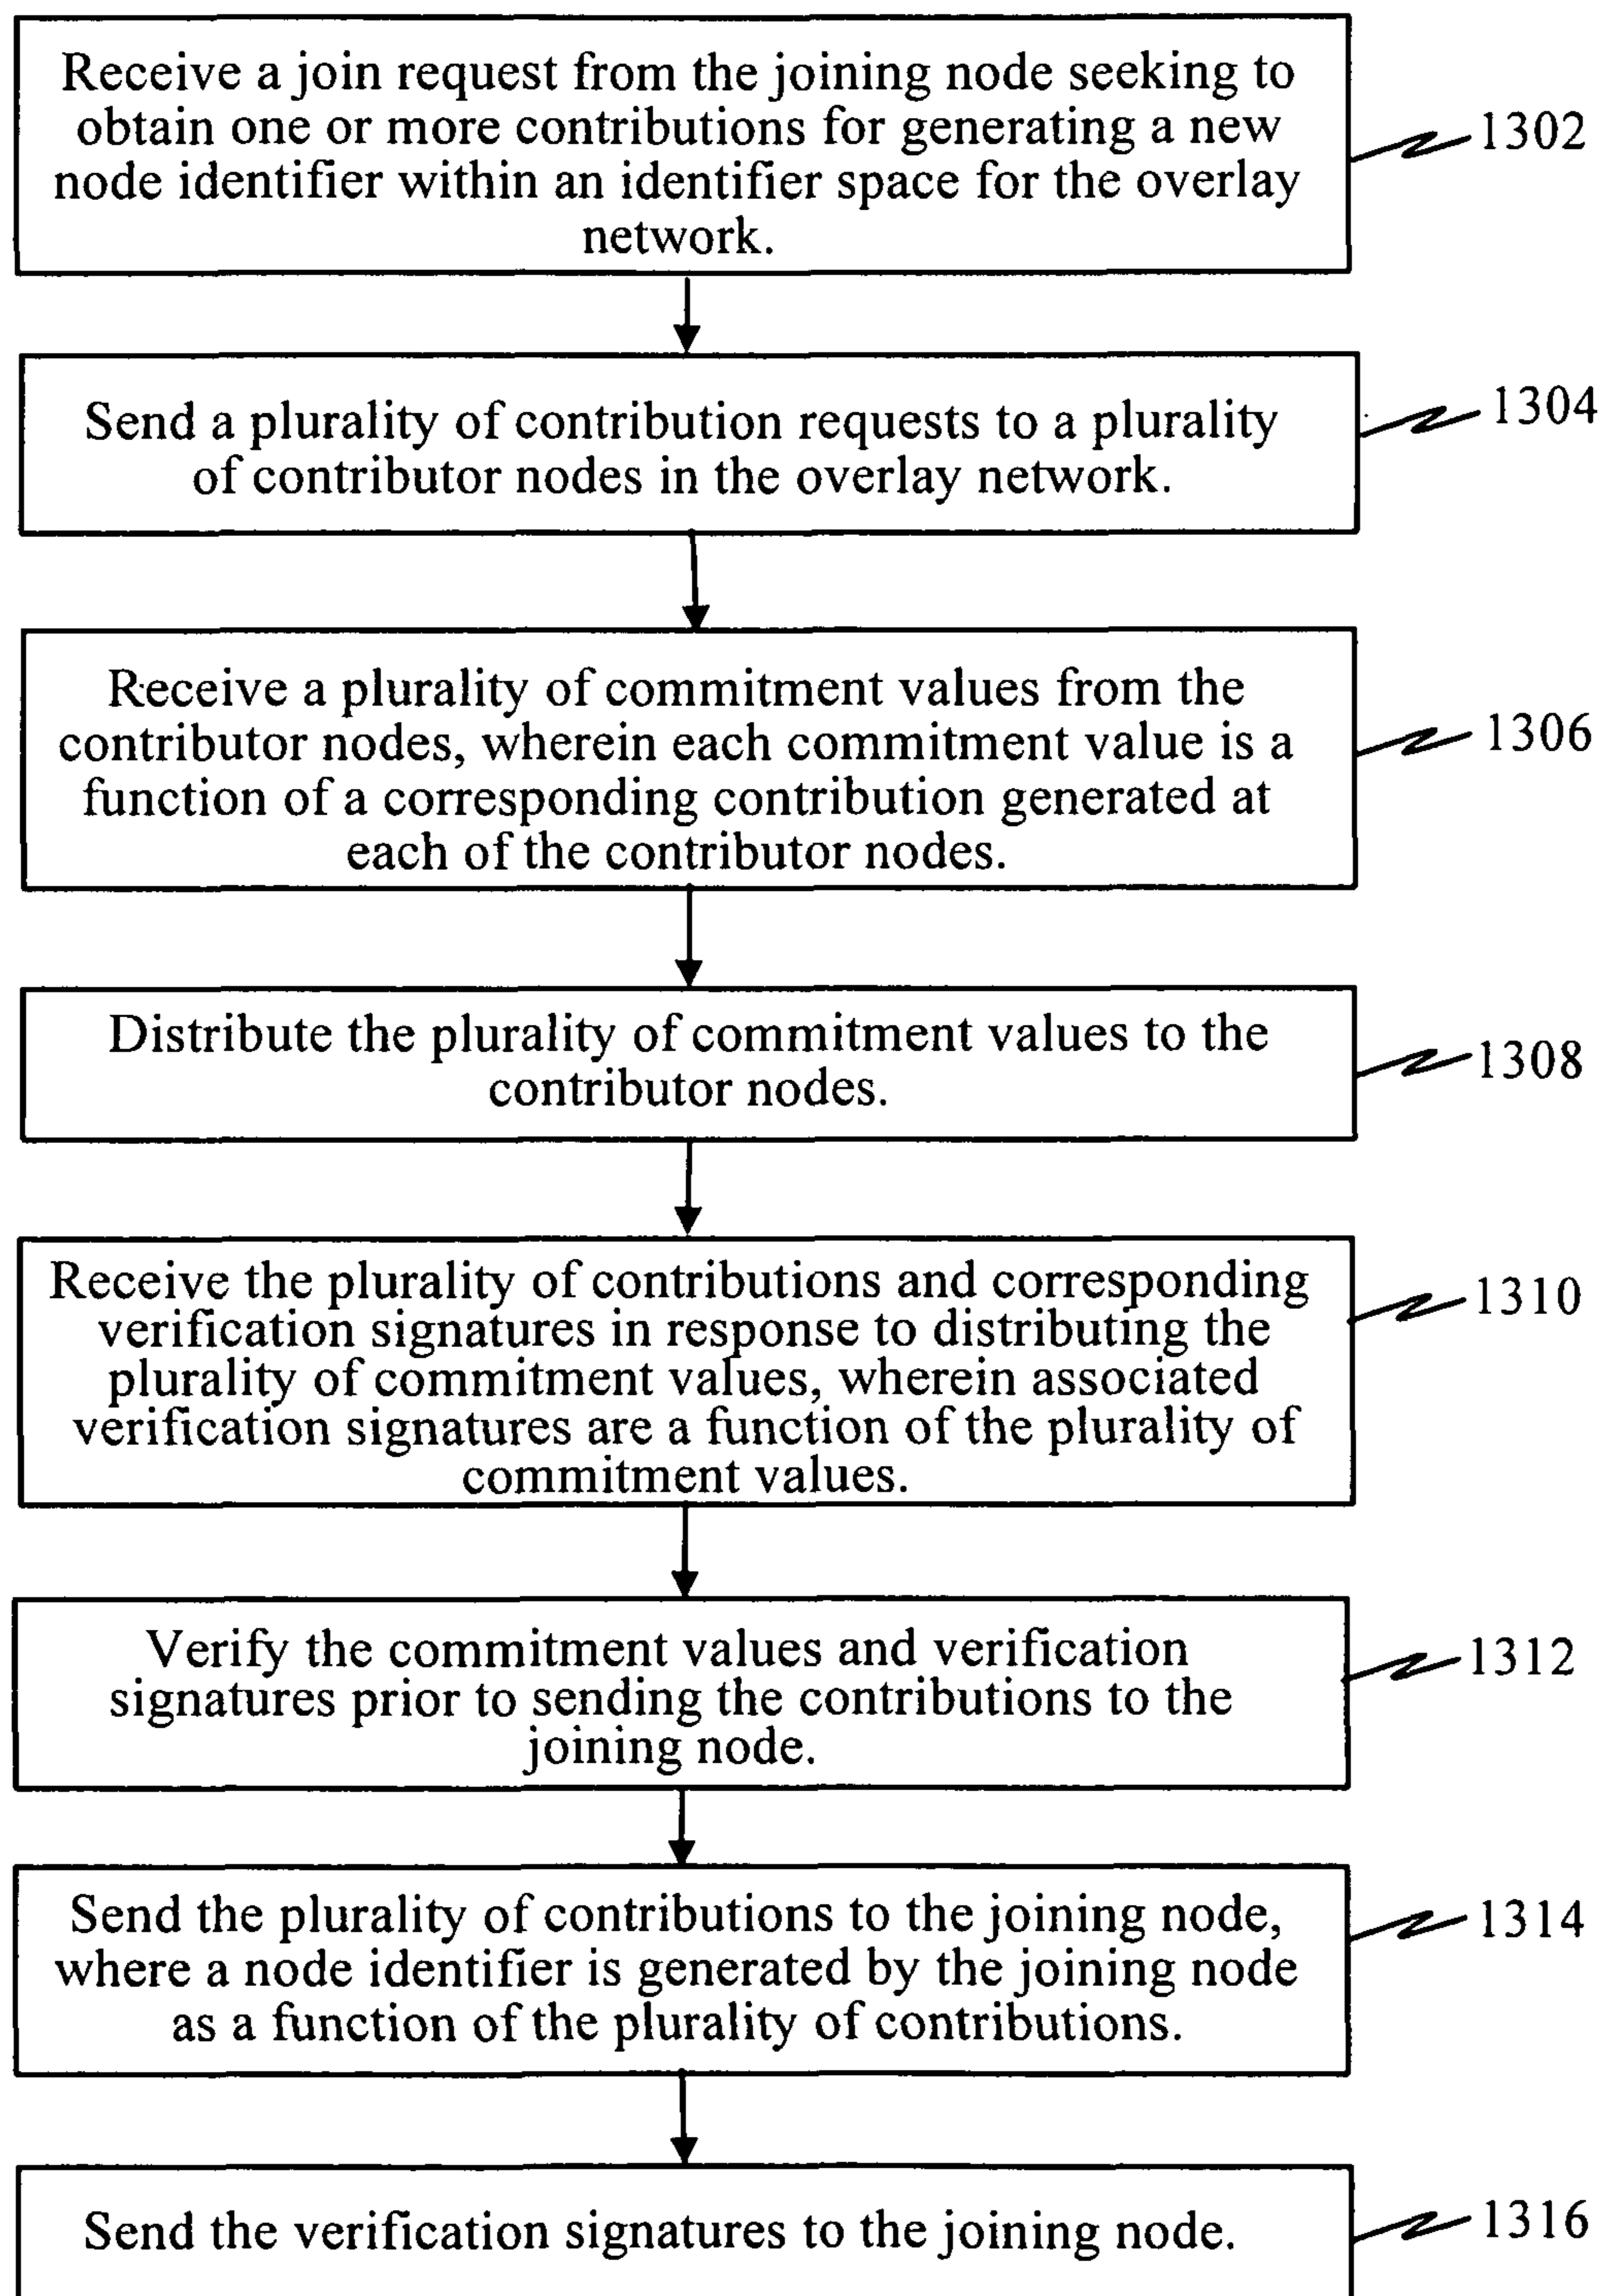 Receive a join request from the joining node seeking to
obtain one or more contributions for generating a new
node identifier within an identifier space for the overlay
network.
1302
Send a plurality of contribution requests to a plurality
of contributor nodes in the overlay network.
1304
Receive a plurality of commitment values from the
contributor nodes, wherein each commitment value is a
function of a corresponding contribution generated at
each of the contributor nodes.
1306
Distribute the plurality of commitment values to the
contributor nodes.
1308
Receive the plurality of contributions and corresponding
verification signatures in response to distributing the
plurality of commitment values, wherein associated
verification signatures are a function of the plurality of
commitment values.
1310
Verify the commitment values and verification
signatures prior to sending the contributions to the
joining node.
1312
Send the plurality of contributions to the joining node,
where a node identifier is generated by the joining node
as a function of the plurality of contributions.
1314
Send the verification signatures to the joining node.
1316